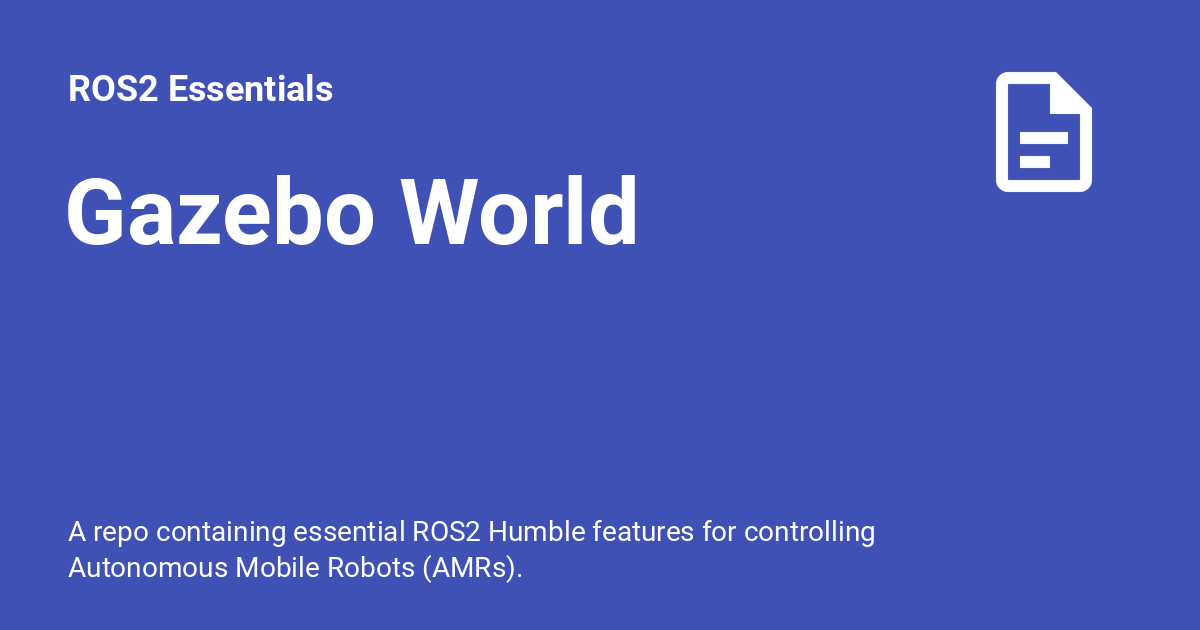 ROS2 Essentials
Gazebo World
A repo containing essential ROS2 Humble features for controlling
Autonomous Mobile Robots (AMRs).